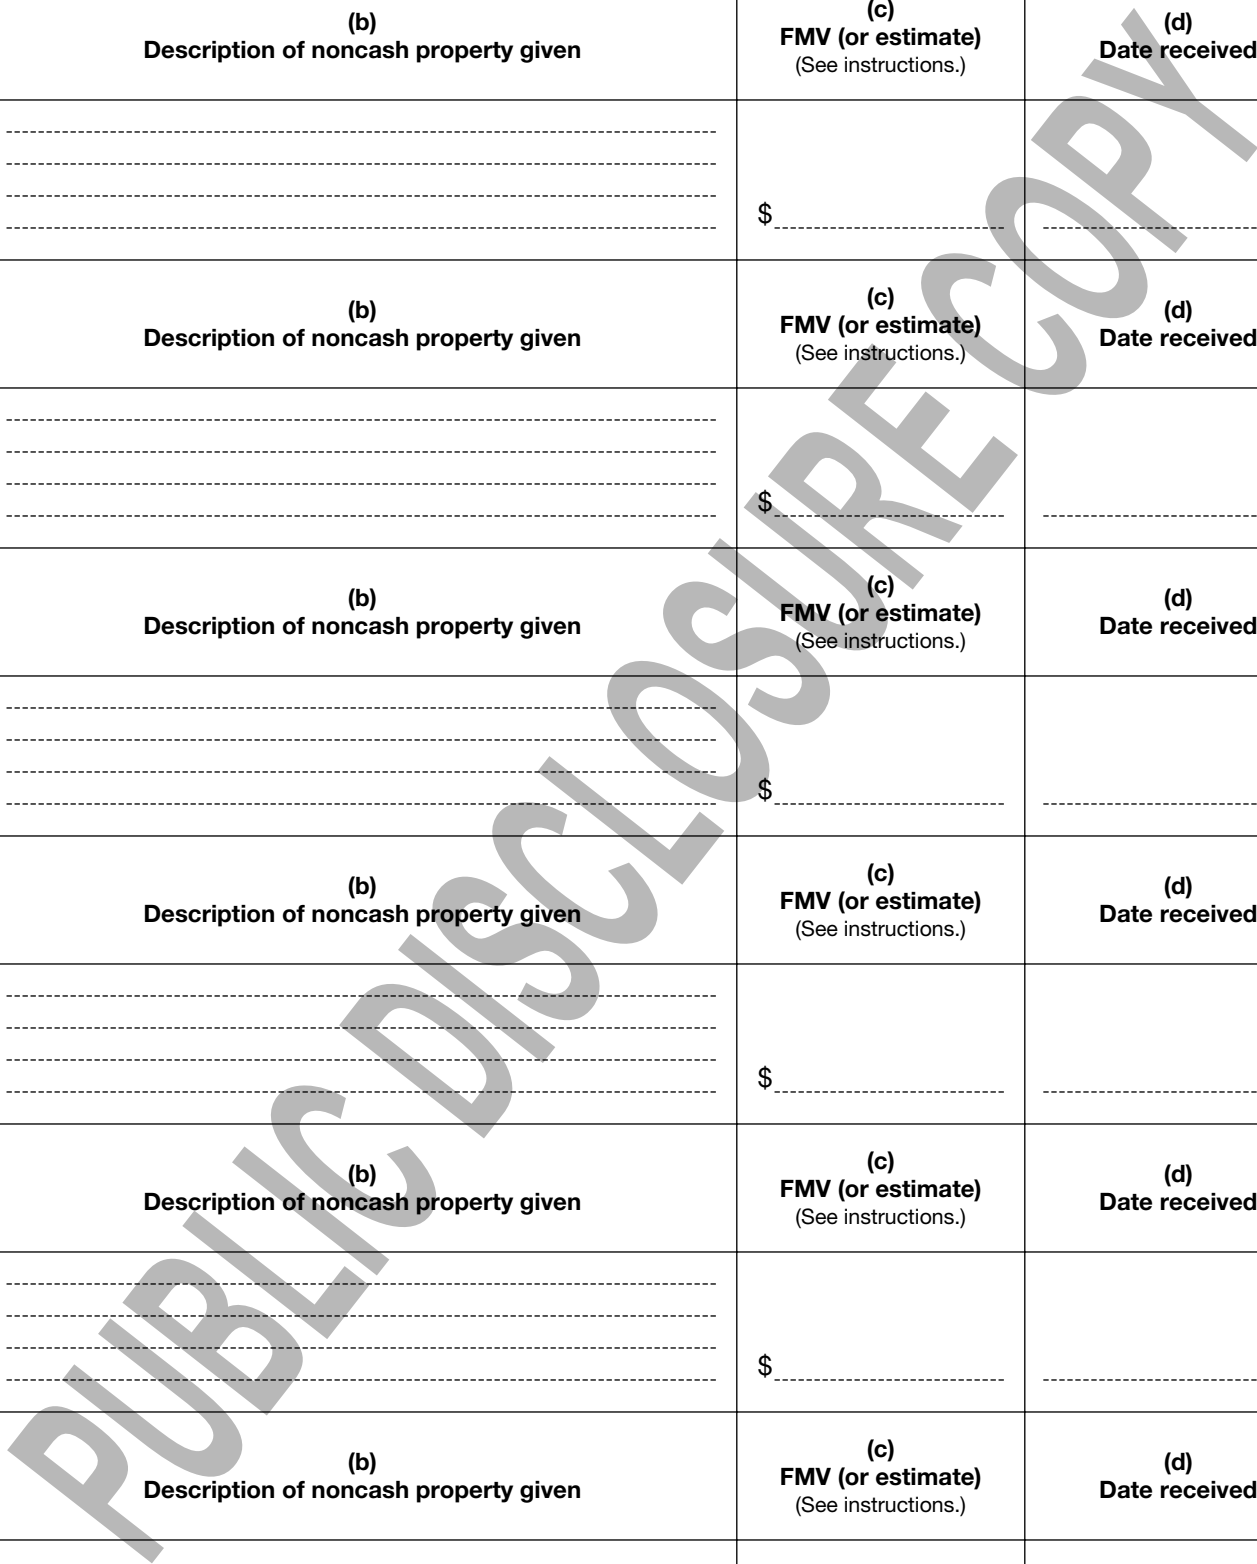 (b)
Description of noncash property given
(c)
FMV (or estimate)
(See instructions.)
(d)
Date received
$
(b)
Description of noncash property given
(c)
FMV (or estimate)
(See instructions.)
(d)
Date received
$
(b)
Description of noncash property given
(c)
FMV (or estimate)
(See instructions.)
(d)
Date received
$
(b)
Description of noncash property given
(c)
FMV (or estimate)
(See instructions.)
(d)
Date received
$
(b)
Description of noncash property given
(c)
FMV (or estimate)
(See instructions.)
(d)
Date received
$
(b)
Description of noncash property given
(c)
FMV (or estimate)
(See instructions.)
(d)
Date received
PUBLIC DISCLOSURE COPY